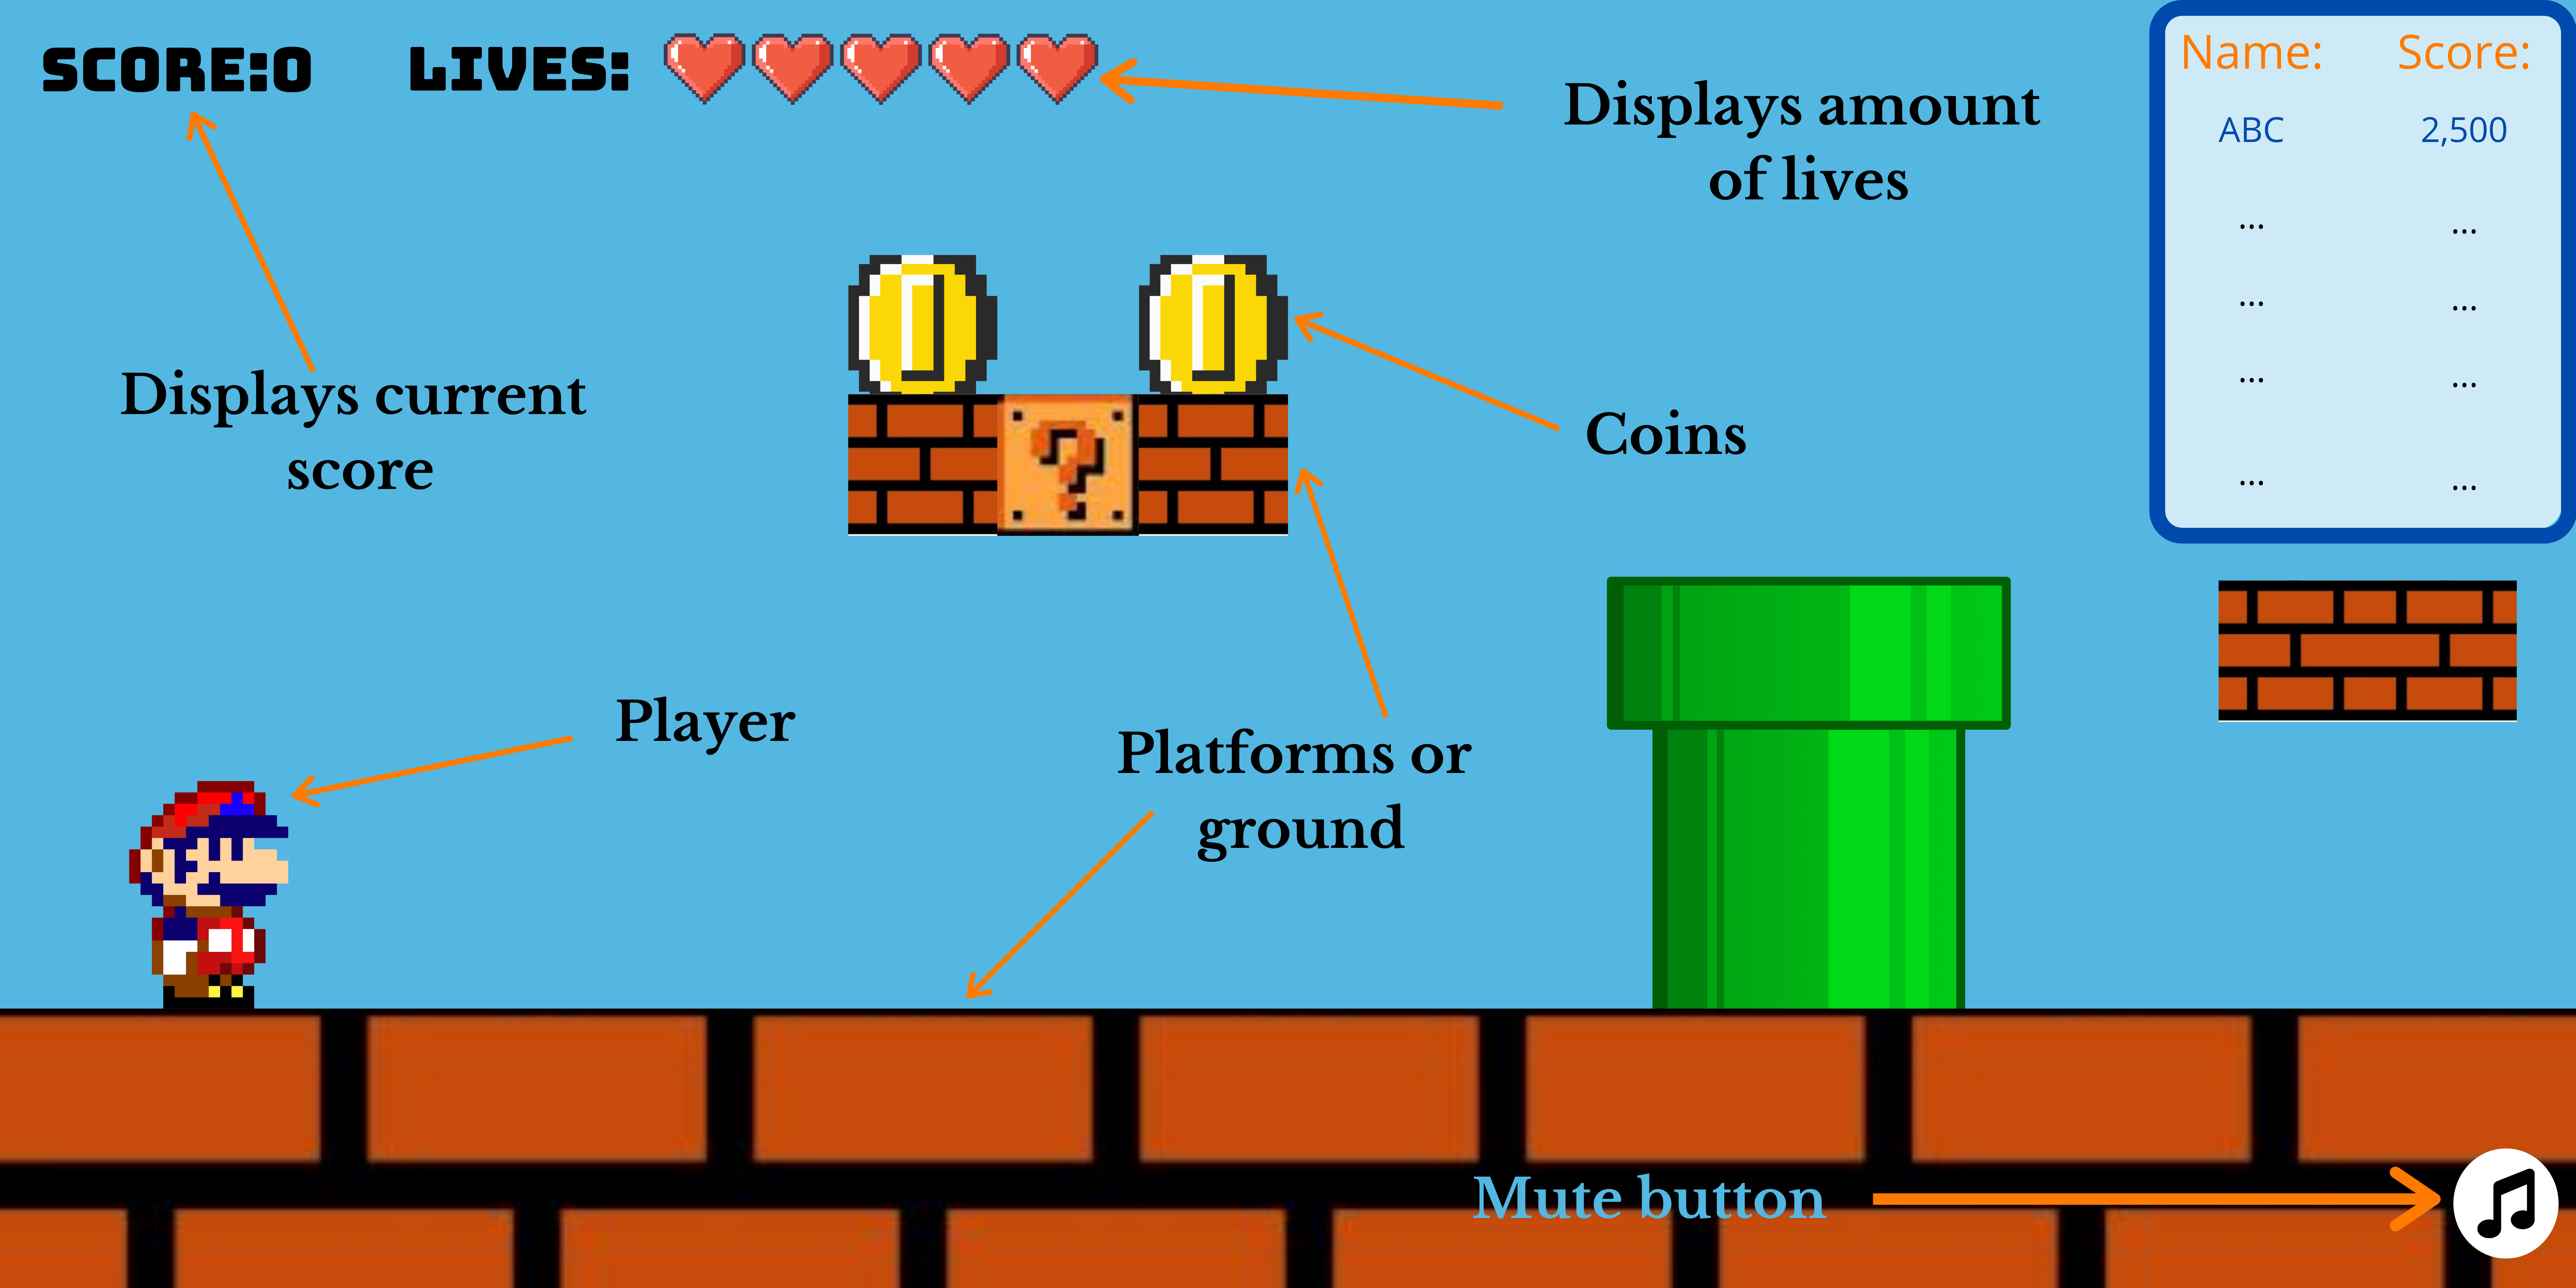 SCORE:0
LIVES:
Name: Score:
ABC 2,500
... ...
... ...
... ...
... ...
Displays amount
of lives
Displays current
score
?
Coins
Player
Platforms or
ground
Mute button